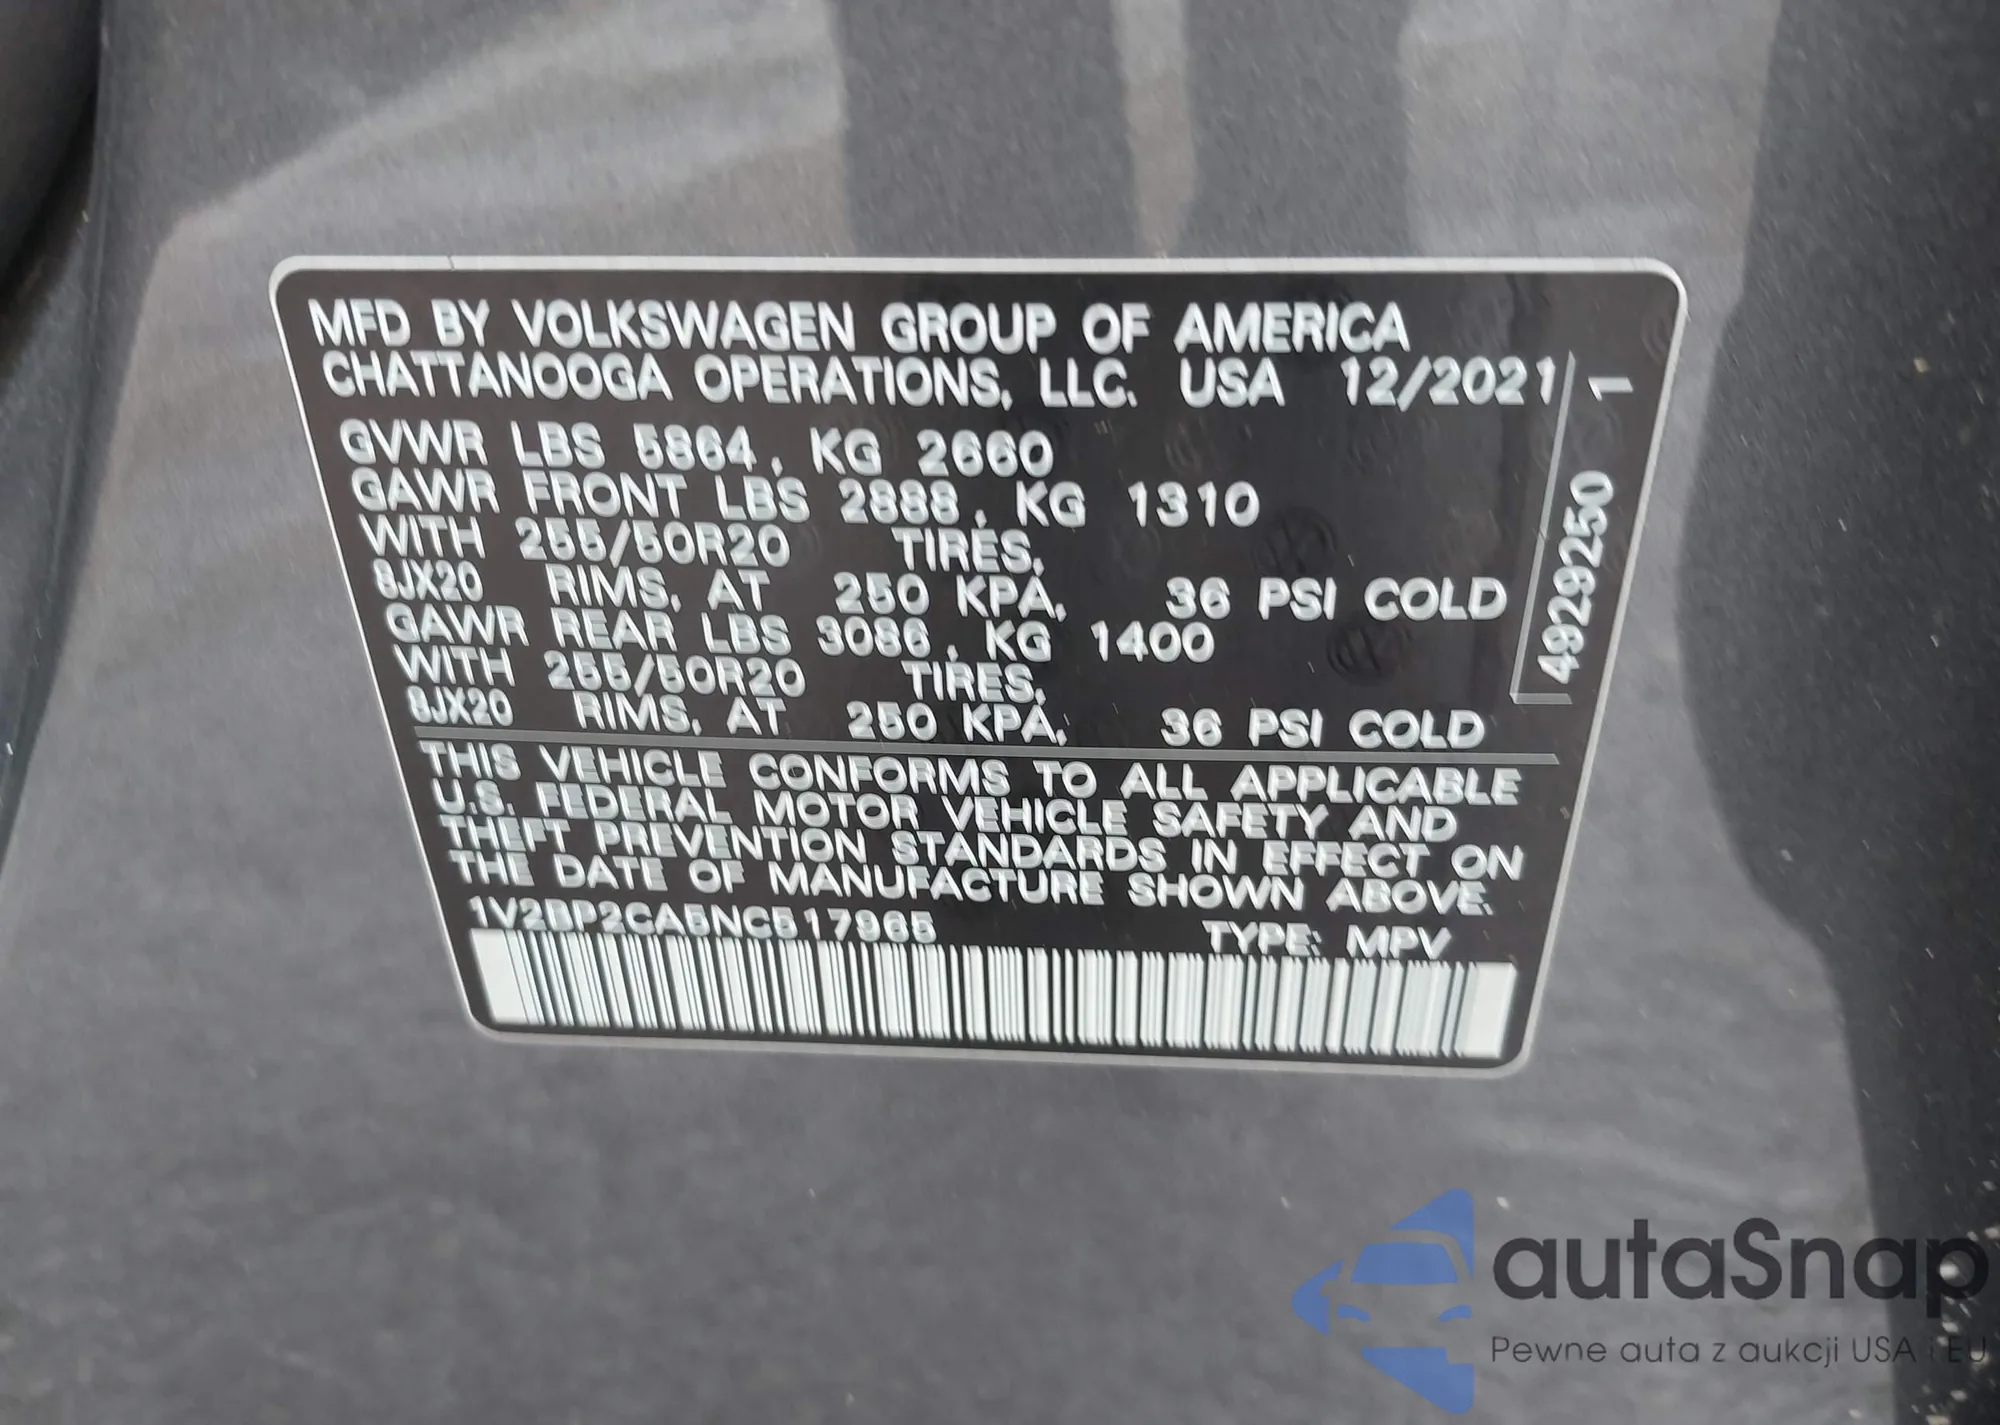 MFD BY VOLKSWAGEN GROUP OF AMERICA
CHATTANOOGA OPERATIONS, LLC. USA 12/2021
GVWR LBS 5864, KG 2660
GAWR FRONT LBS 2888, KG 1310
WITH 255/50R20 TIRES,
8JX20 RIMS, AT 250 KPA, 36 PSI COLD
GAWR REAR LBS 3086, KG 1400
WITH 255/50R20 TIRES,
8JX20 RIMS, AT 250 KPA, 36 PSI COLD
4929250 1
THIS VEHICLE CONFORMS TO ALL APPLICABLE
U.S. FEDERAL MOTOR VEHICLE SAFETY AND
THEFT PREVENTION STANDARDS IN EFFECT ON
THE DATE OF MANUFACTURE SHOWN ABOVE.
1V2BP2CA5NC517965 TYPE: MPV
autaSnap
Pewne auta z aukcji USA i EU